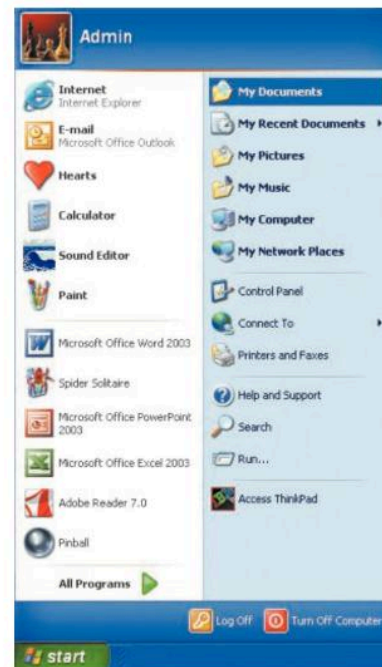 Admin
Internet
Internet Explorer
E-mail
Microsoft Office Outlook
Hearts
Calculator
Sound Editor
Paint
Microsoft Office Word 2003
Spider Solitaire
Microsoft Office PowerPoint
2003
Microsoft Office Excel 2003
Adobe Reader 7.0
Pinball
All Programs
My Documents
My Recent Documents
My Pictures
My Music
My Computer
My Network Places
Control Panel
Connect To
Printers and Faxes
Help and Support
Search
Run...
Access ThinkPad
Log Off
Turn Off Computer
start